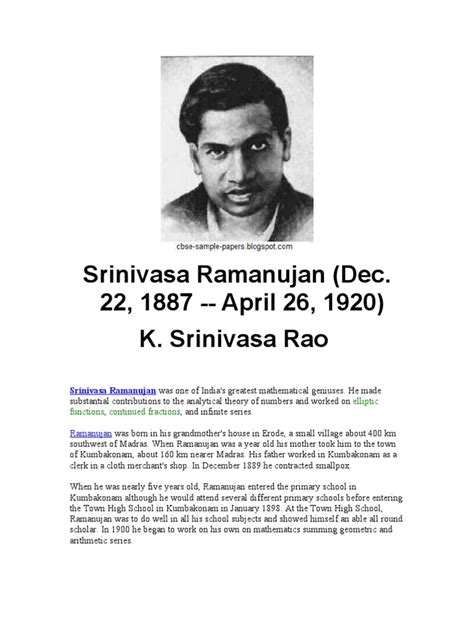 cbse-sample-papers.blogspot.com
Srinivasa Ramanujan (Dec.
22, 1887 -- April 26, 1920)
K. Srinivasa Rao
Srinivasa Ramanujan was one of India's greatest mathematical geniuses. He made
substantial contributions to the analytical theory of numbers and worked on elliptic
functions, continued fractions, and infinite series.
Ramanujan was born in his grandmother's house in Erode, a small village about 400 km
southwest of Madras. When Ramanujan was a year old his mother took him to the town
of Kumbakonam, about 160 km nearer Madras. His father worked in Kumbakonam as a
clerk in a cloth merchant's shop. In December 1889 he contracted smallpox.
When he was nearly five years old, Ramanujan entered the primary school in
Kumbakonam although he would attend several different primary schools before entering
the Town High School in Kumbakonam in January 1898. At the Town High School,
Ramanujan was to do well in all his school subjects and showed himself an able all round
scholar. In 1900 he began to work on his own on mathematics summing geometric and
arithmetic series.